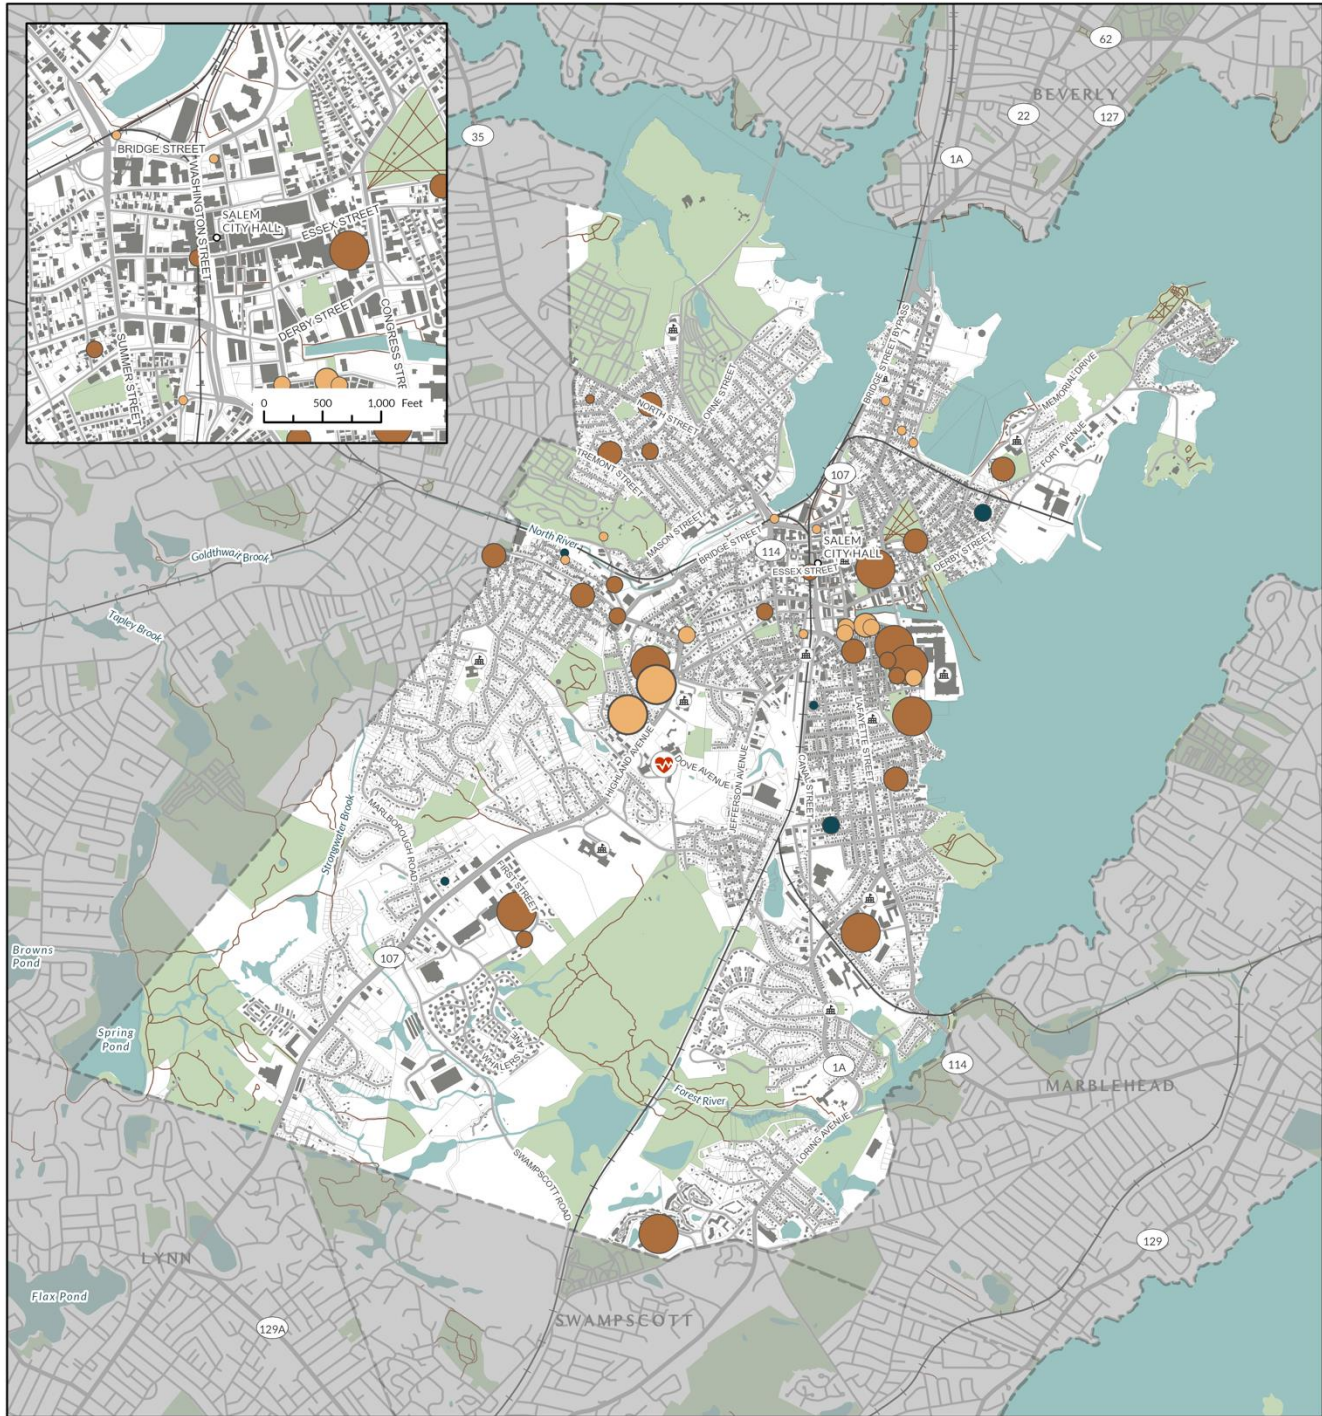 62
BEVERLY
22
127
35
1A
BRIDGE STREET
WASHINGTON STREET
SALEM
CITY HALL
ESSEX STREET
DERBY STREET
CONGRESS STRE
SUMMER STREET
0 500 1,000 Feet
BRIDGE STREET BYPASS
MEMORIAL DRIVE
FORT AVENUE
NORTH STREET
ORNE STREET
TREMONT STREET
107
MASON STREET
North River
BRIDGE STREET
114
SALEM
CITY HALL
ESSEX STREET
DERBY STREET
Goldthwait Brook
Tapley Brook
LAFAYETTE STREET
HIGHLAND AVENUE
DOVE AVENUE
JEFFERSON AVENUE
CANAL STREET
MARLBOROUGH ROAD
Strongwater Brook
FIRST STREET
Browns
Pond
107
Spring
Pond
WHALERS LANE
1A
114
MARBLEHEAD
Forest River
LORING AVENUE
SWAMPSCOTT ROAD
129
LYNN
Flax Pond
SWAMPSCOTT
129A